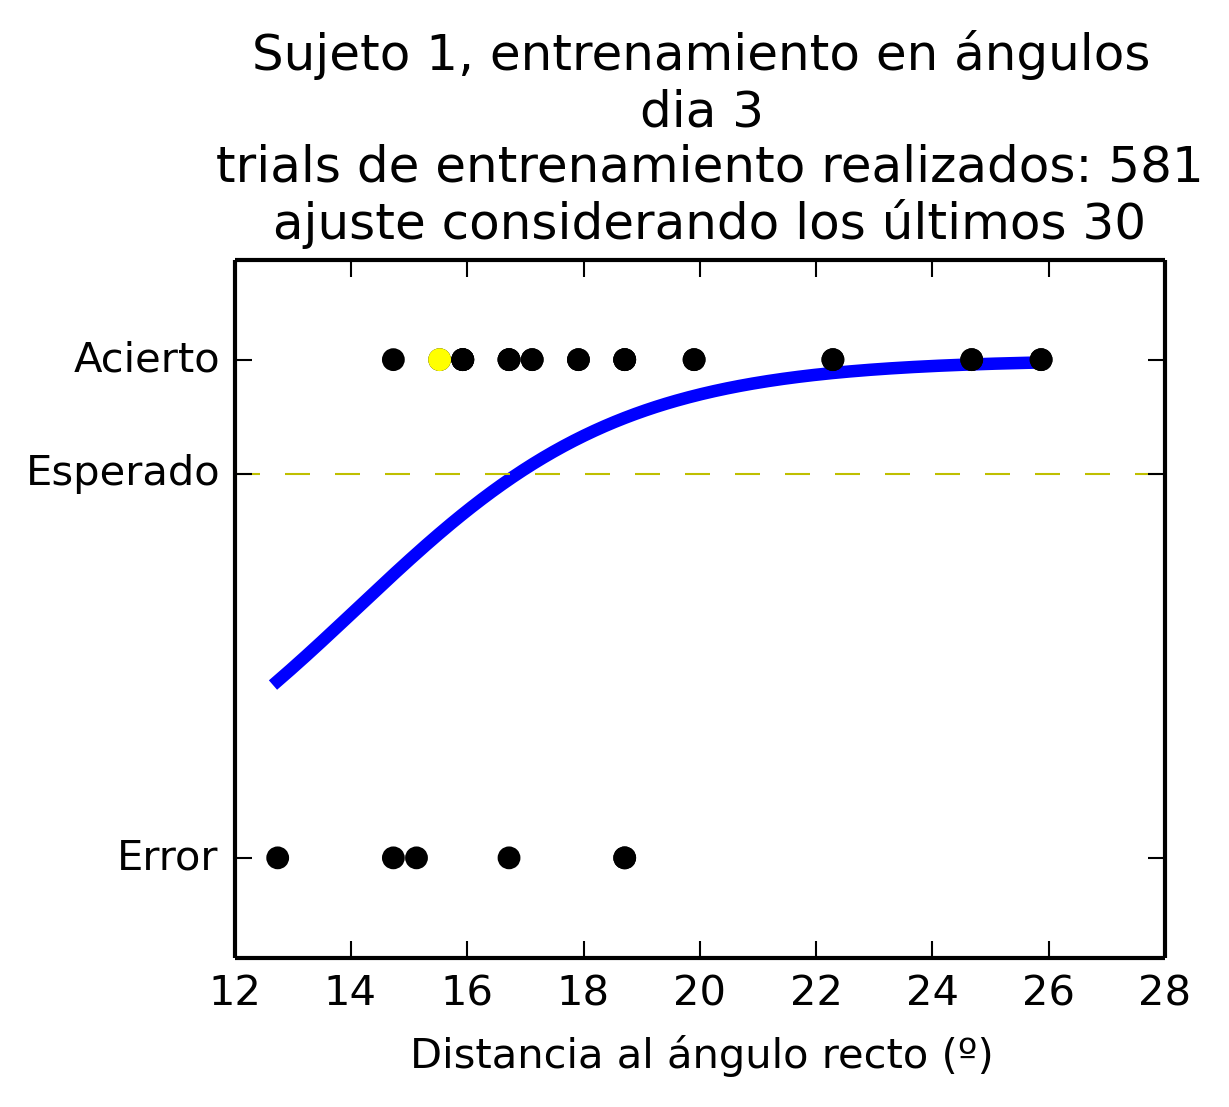 Sujeto 1, entrenamiento en ángulos
dia 3
trials de entrenamiento realizados: 581
ajuste considerando los últimos 30
Acierto
Esperado
Error
12 14 16 18 20 22 24 26 28
Distancia al ángulo recto (º)